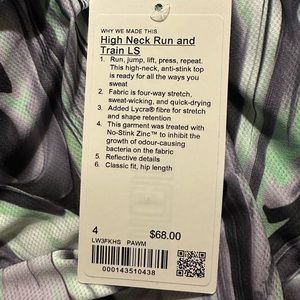 WHY WE MADE THIS
High Neck Run and
Train LS
1. Run, jump, lift, press, repeat.
This high-neck, anti-stink top
is ready for all the ways you
sweat
2. Fabric is four-way stretch,
sweat-wicking, and quick-drying
3. Added Lycra® fibre for stretch
and shape retention
4. This garment was treated with
No-Stink Zinc™ to inhibit the
growth of odour-causing
bacteria on the fabric
5. Reflective details
6. Classic fit, hip length
4 $68.00
LW3FKHS PAWM
000143510438